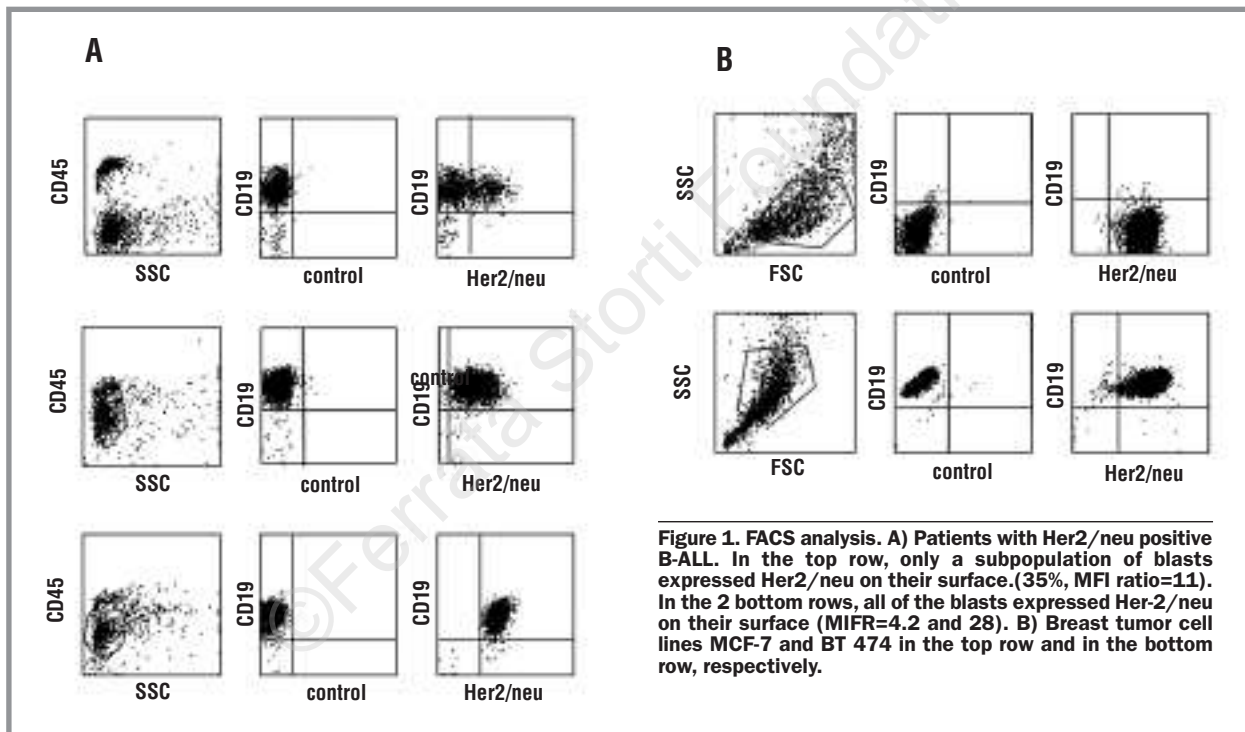 A
B
CD45
CD19
CD19
SSC
control
Her2/neu
CD45
CD19
CD19
control
SSC
control
Her2/neu
CD45
CD19
CD19
SSC
control
Her2/neu
SSC
CD19
CD19
FSC
control
Her2/neu
SSC
CD19
CD19
FSC
control
Her2/neu
Figure 1. FACS analysis. A) Patients with Her2/neu positive
B-ALL. In the top row, only a subpopulation of blasts
expressed Her2/neu on their surface.(35%, MFI ratio=11).
In the 2 bottom rows, all of the blasts expressed Her-2/neu
on their surface (MIFR=4.2 and 28). B) Breast tumor cell
lines MCF-7 and BT 474 in the top row and in the bottom
row, respectively.
©Ferrata Storti Foundati